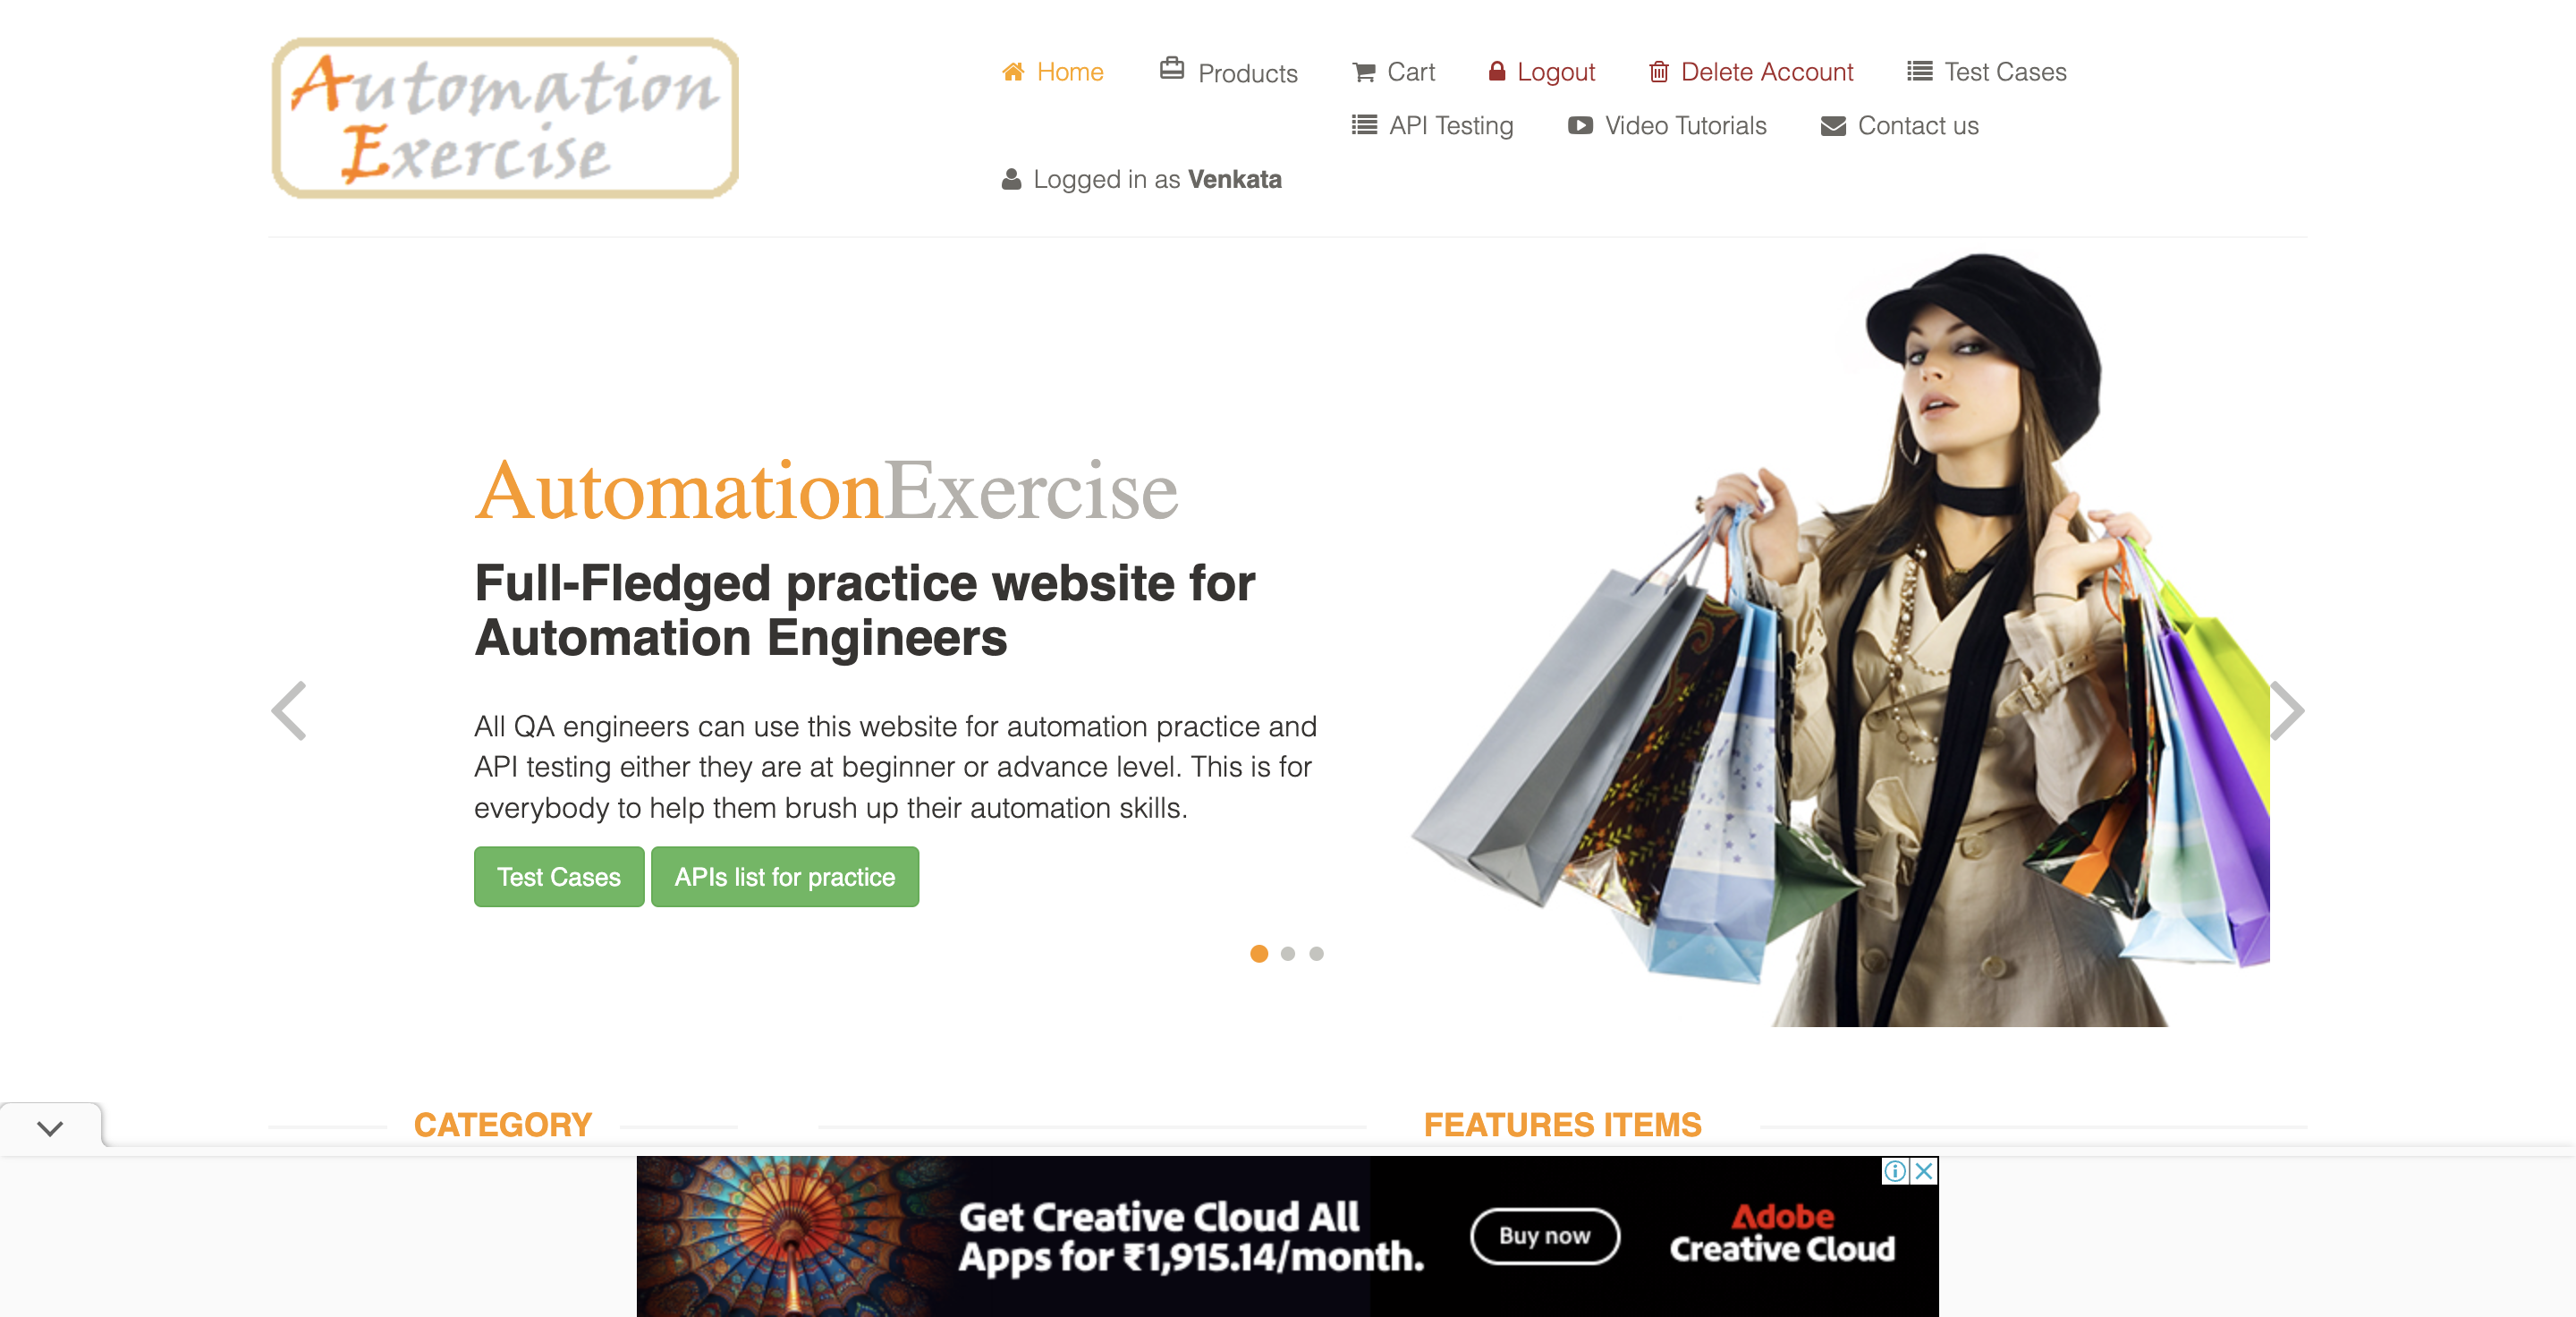 Automation
Exercise
Home Products Cart Logout Delete Account Test Cases
API Testing Video Tutorials Contact us
Logged in as Venkata
AutomationExercise
Full-Fledged practice website for
Automation Engineers
All QA engineers can use this website for automation practice and
API testing either they are at beginner or advance level. This is for
everybody to help them brush up their automation skills.
Test Cases APIs list for practice
CATEGORY FEATURES ITEMS
Get Creative Cloud All
Apps for ₹1,915.14/month.
Buy now
Adobe
Creative Cloud